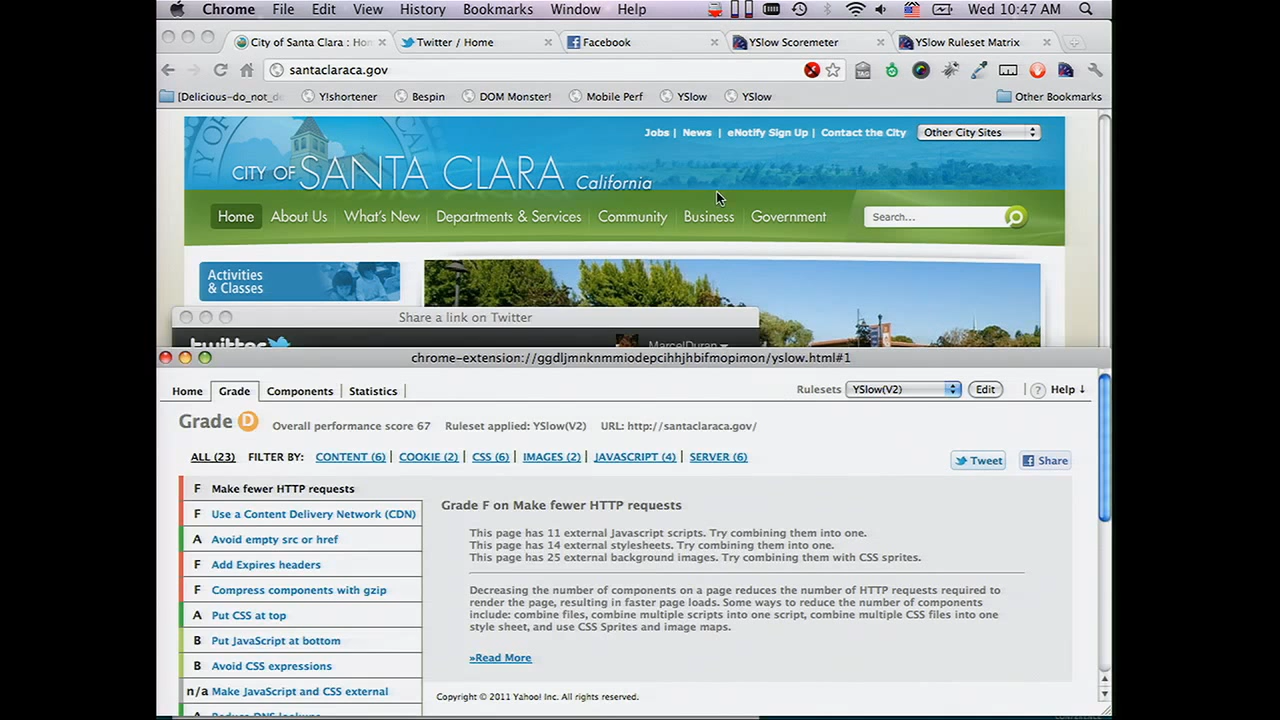 Chrome File Edit View History Bookmarks Window Help Wed 10:47 AM
City of Santa Clara : Hom Twitter / Home Facebook YSlow Scoremeter YSlow Ruleset Matrix
santaclaraca.gov
[Delicious-do_not_de Y!shortener Bespin DOM Monster! Mobile Perf YSlow YSlow Other Bookmarks
Jobs | News | eNotify Sign Up | Contact the City Other City Sites
CITY OF SANTA CLARA California
Home About Us What's New Departments & Services Community Business Government Search...
Activities
& Classes
Share a link on Twitter
twitter MarcelDuran
chrome-extension://ggdljmnknmmiodepcihhjhbifmopimon/yslow.html#1
Home Grade Components Statistics Rulesets YSlow(V2) Edit ? Help ↓
Grade D Overall performance score 67 Ruleset applied: YSlow(V2) URL: http://santaclaraca.gov/
ALL (23) FILTER BY: CONTENT (6) | COOKIE (2) | CSS (6) | IMAGES (2) | JAVASCRIPT (4) | SERVER (6)
Tweet Share
F Make fewer HTTP requests
F Use a Content Delivery Network (CDN)
A Avoid empty src or href
F Add Expires headers
F Compress components with gzip
A Put CSS at top
B Put JavaScript at bottom
B Avoid CSS expressions
n/a Make JavaScript and CSS external
A Reduce DNS lookups
Grade F on Make fewer HTTP requests
This page has 11 external Javascript scripts. Try combining them into one.
This page has 14 external stylesheets. Try combining them into one.
This page has 25 external background images. Try combining them with CSS sprites.
Decreasing the number of components on a page reduces the number of HTTP requests required to
render the page, resulting in faster page loads. Some ways to reduce the number of components
include: combine files, combine multiple scripts into one script, combine multiple CSS files into one
style sheet, and use CSS Sprites and image maps.
»Read More
Copyright © 2011 Yahoo! Inc. All rights reserved.